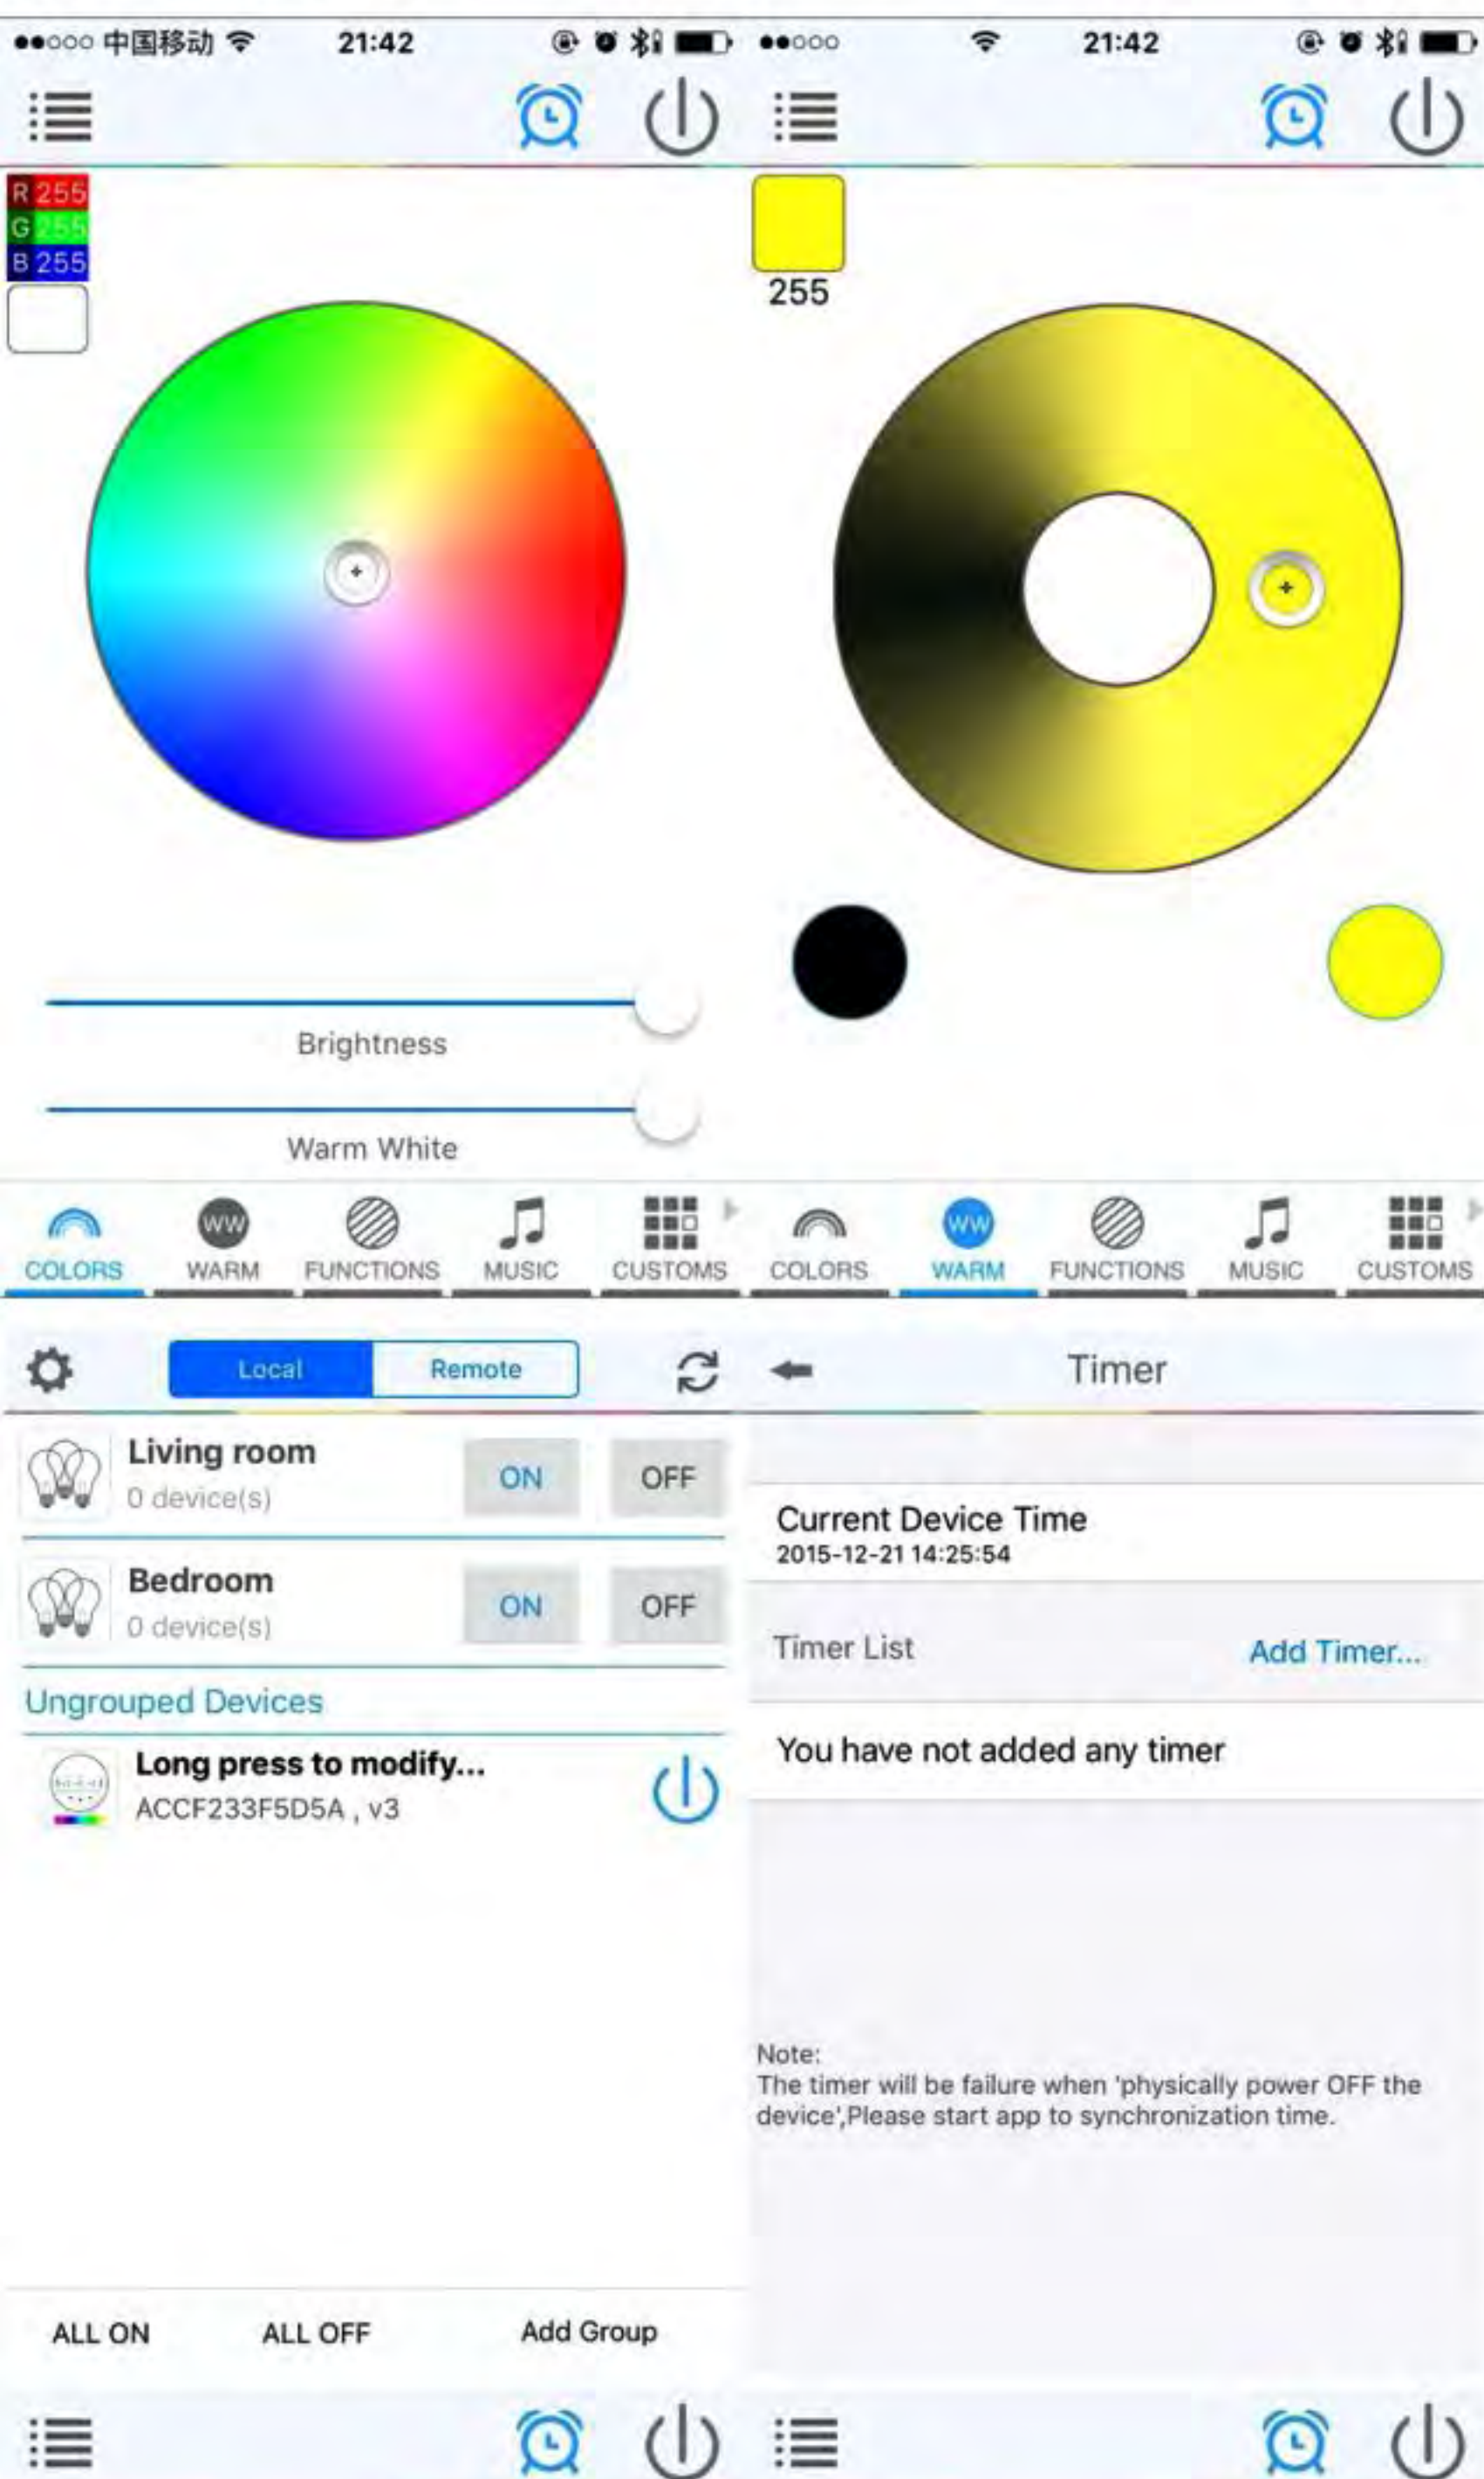 中国移动
21:42
R 255
G 255
B 255
Brightness
Warm White
COLORS
WW
WARM
FUNCTIONS
MUSIC
CUSTOMS
21:42
255
COLORS
WW
WARM
FUNCTIONS
MUSIC
CUSTOMS
Local
Remote
Living room
0 device(s)
ON
OFF
Bedroom
0 device(s)
ON
OFF
Ungrouped Devices
Long press to modify...
ACCF233F5D5A , v3
ALL ON
ALL OFF
Add Group
Timer
Current Device Time
2015-12-21 14:25:54
Timer List
Add Timer...
You have not added any timer
Note:
The timer will be failure when 'physically power OFF the
device',Please start app to synchronization time.